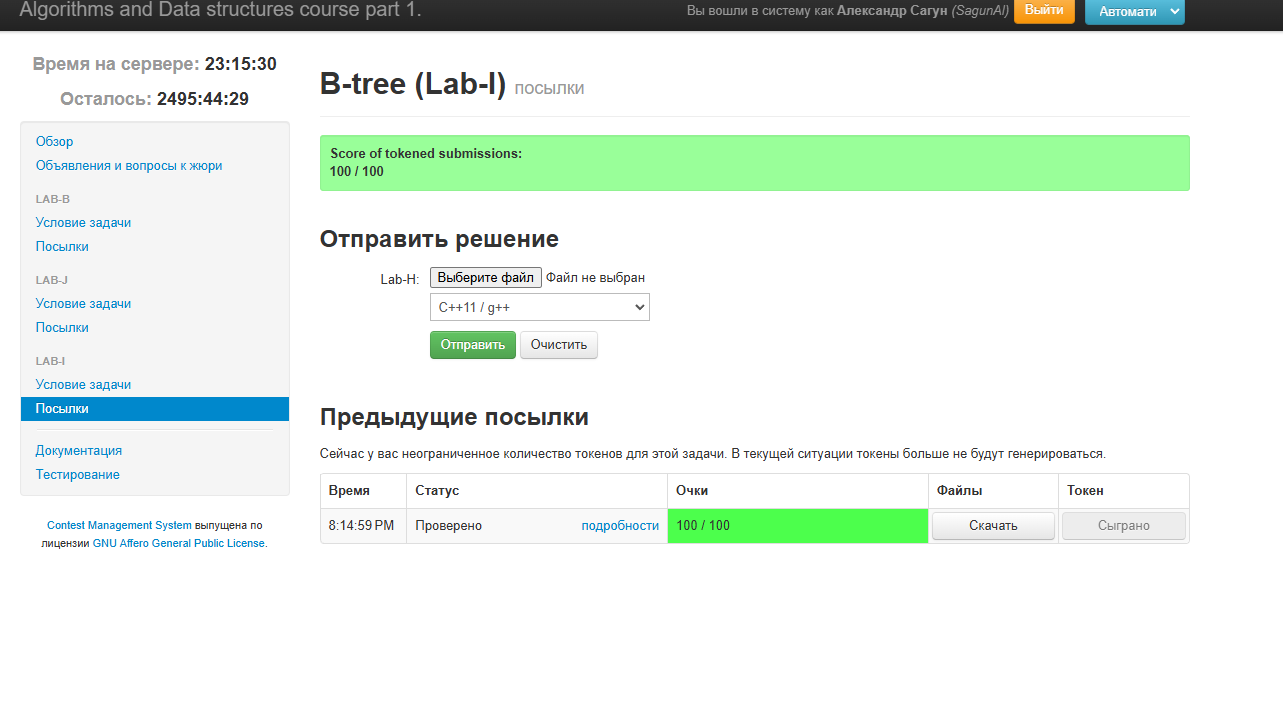 Algorithms and Data structures course part 1.
Вы вошли в систему как Александр Сагун (SagunAl) Выйти Автомати
Время на сервере: 23:15:30
Осталось: 2495:44:29
Обзор
Объявления и вопросы к жюри
LAB-B
Условие задачи
Посылки
LAB-J
Условие задачи
Посылки
LAB-I
Условие задачи
Посылки
Документация
Тестирование
Contest Management System выпущена по
лицензии GNU Affero General Public License.
B-tree (Lab-I) посылки
Score of tokened submissions:
100 / 100
Отправить решение
Lab-H: Выберите файл Файл не выбран
C++11 / g++
Отправить Очистить
Предыдущие посылки
Сейчас у вас неограниченное количество токенов для этой задачи. В текущей ситуации токены больше не будут генерироваться.
Время Статус Очки Файлы Токен
8:14:59 PM Проверено подробности 100 / 100 Скачать Сыграно